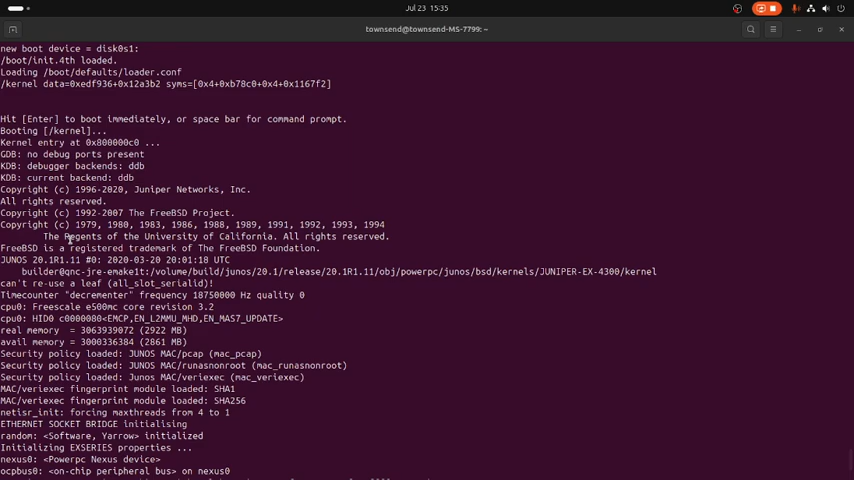 Jul 23 15:35
townsend@townsend-MS-7799: ~
new boot device = disk0s1:
/boot/init.4th loaded.
Loading /boot/defaults/loader.conf
/kernel data=0xedf936+0x12a3b2 syms=[0x4+0xb78c0+0x4+0x1167f2]
Hit [Enter] to boot immediately, or space bar for command prompt.
Booting [/kernel]...
Kernel entry at 0x800000c0 ...
GDB: no debug ports present
KDB: debugger backends: ddb
KDB: current backend: ddb
Copyright (c) 1996-2020, Juniper Networks, Inc.
All rights reserved.
Copyright (c) 1992-2007 The FreeBSD Project.
Copyright (c) 1979, 1980, 1983, 1986, 1988, 1989, 1991, 1992, 1993, 1994
The Regents of the University of California. All rights reserved.
FreeBSD is a registered trademark of The FreeBSD Foundation.
JUNOS 20.1R1.11 #0: 2020-03-20 20:01:18 UTC
builder@qnc-jre-emake1t:/volume/build/junos/20.1/release/20.1R1.11/obj/powerpc/junos/bsd/kernels/JUNIPER-EX-4300/kernel
can't re-use a leaf (all_slot_serialid)!
Timecounter "decrementer" frequency 18750000 Hz quality 0
cpu0: Freescale e500mc core revision 3.2
cpu0: HID0 c0000080<EMCP,EN_L2MMU_MHD,EN_MAS7_UPDATE>
real memory  = 3063939072 (2922 MB)
avail memory = 3000336384 (2861 MB)
Security policy loaded: JUNOS MAC/pcap (mac_pcap)
Security policy loaded: JUNOS MAC/runasnonroot (mac_runasnonroot)
Security policy loaded: Junos MAC/veriexec (mac_veriexec)
MAC/veriexec fingerprint module loaded: SHA1
MAC/veriexec fingerprint module loaded: SHA256
netisr_init: forcing maxthreads from 4 to 1
ETHERNET SOCKET BRIDGE initialising
random: <Software, Yarrow> initialized
Initializing EXSERIES properties ...
nexus0: <Powerpc Nexus device>
ocpbus0: <on-chip peripheral bus> on nexus0